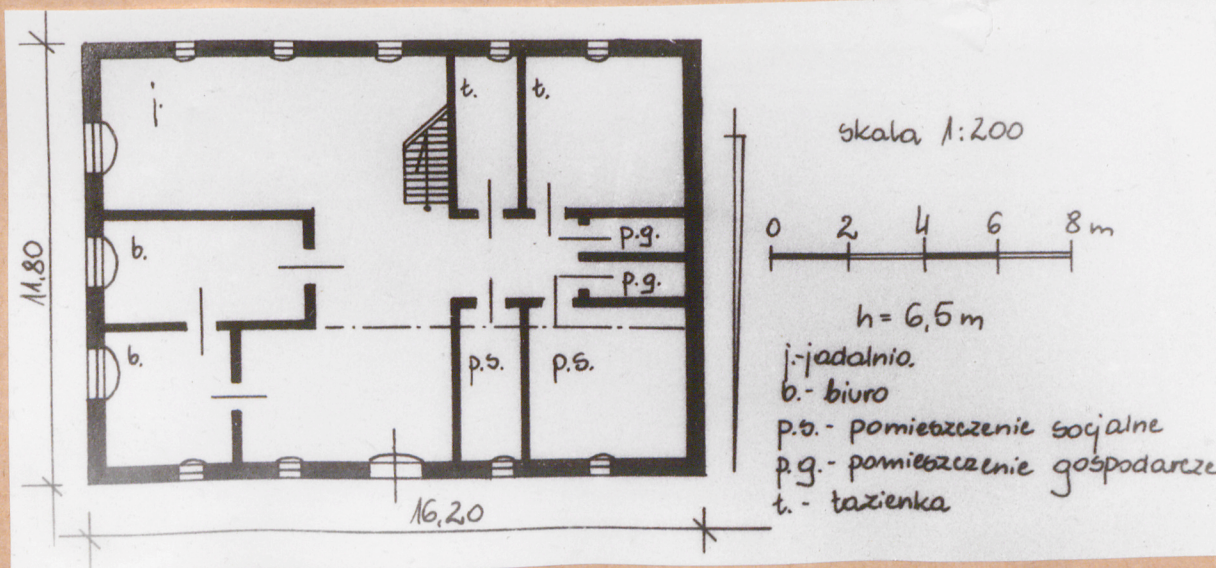 j.
t.
t.
b.
p.g.
p.g.
b.
p.s.
p.s.
11.80
16,20
skala 1:200
0 2 4 6 8 m
h = 6,5 m
j.-jadalnia.
b.- biuro
p.s.- pomieszczenie socjalne
p.g.- pomieszczenie gospodarcze
ł. - łazienka